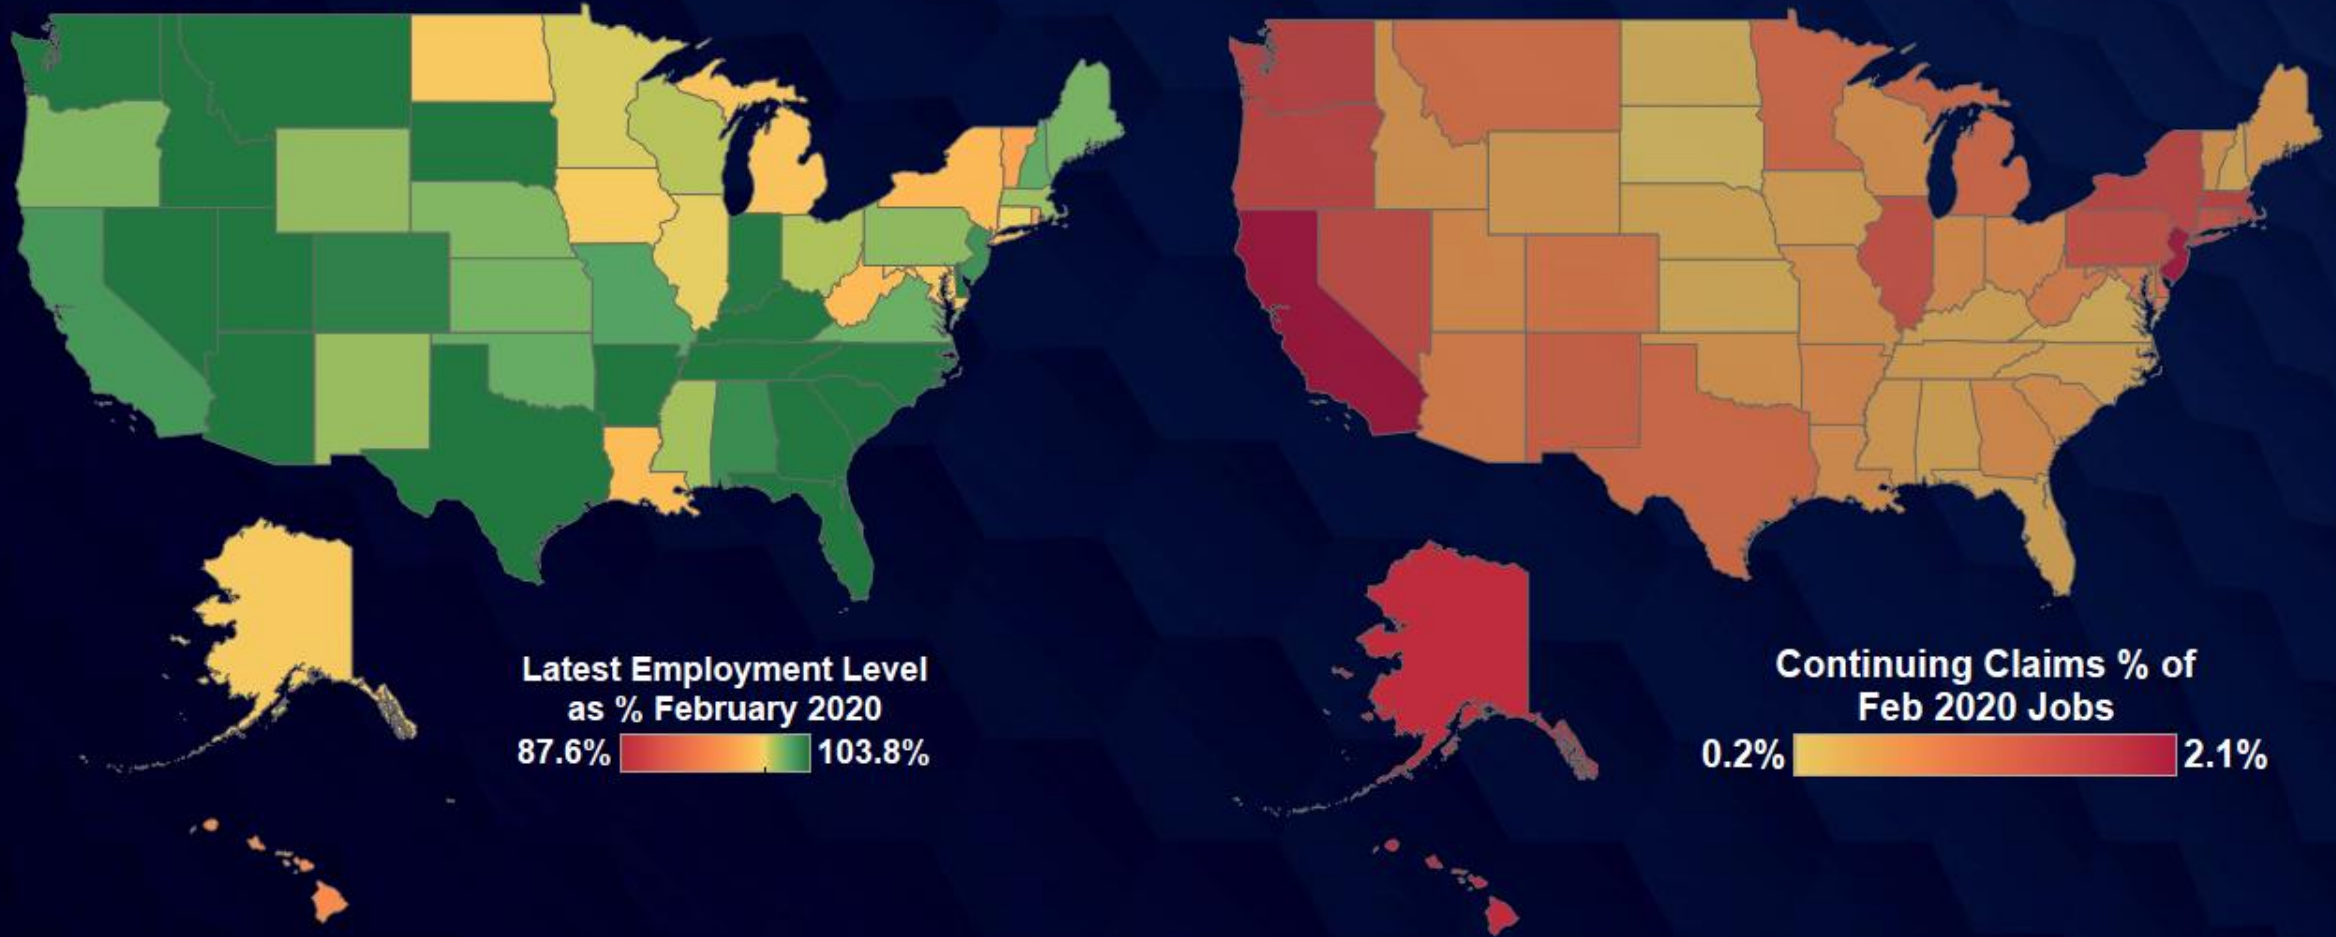 Latest Employment Level
as % February 2020
87.6% 103.8%
Continuing Claims % of
Feb 2020 Jobs
0.2% 2.1%